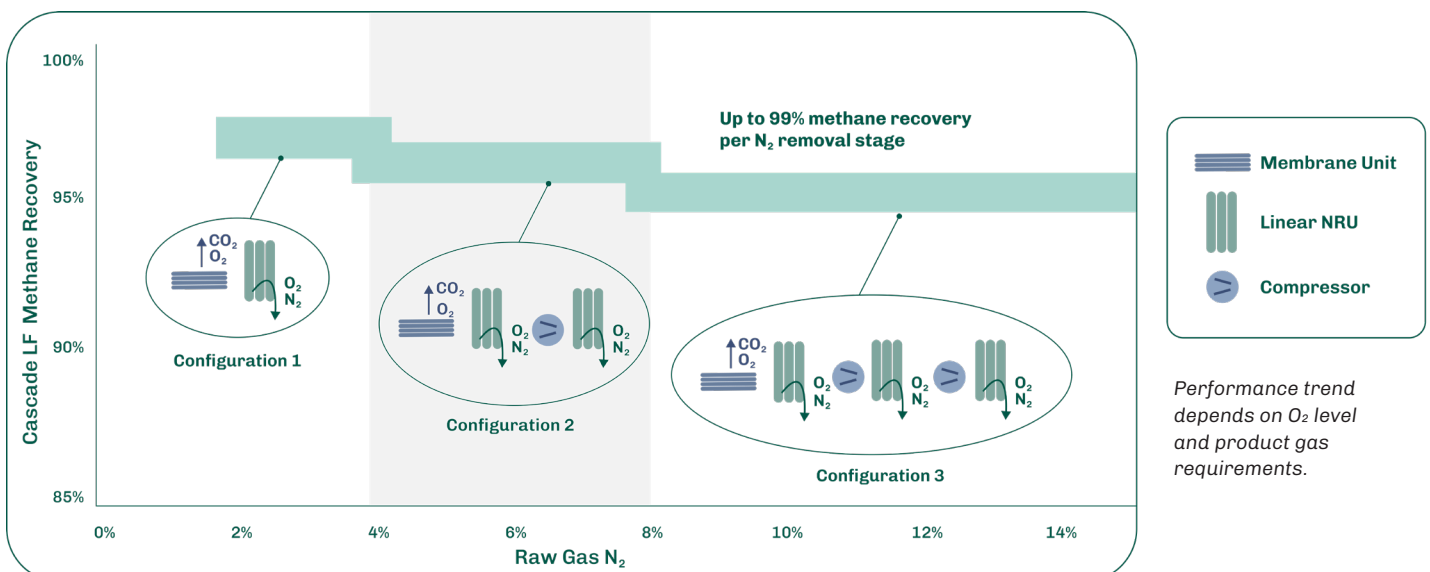 100%
95%
90%
85%
Cascade LF Methane Recovery
0%
2%
4%
6%
8%
10%
12%
14%
Raw Gas N₂
Up to 99% methane recovery
per N₂ removal stage
CO₂
O₂
O₂
N₂
Configuration 1
CO₂
O₂
O₂
N₂
O₂
N₂
Configuration 2
CO₂
O₂
O₂
N₂
O₂
N₂
O₂
N₂
Configuration 3
Membrane Unit
Linear NRU
Compressor
Performance trend
depends on O₂ level
and product gas
requirements.